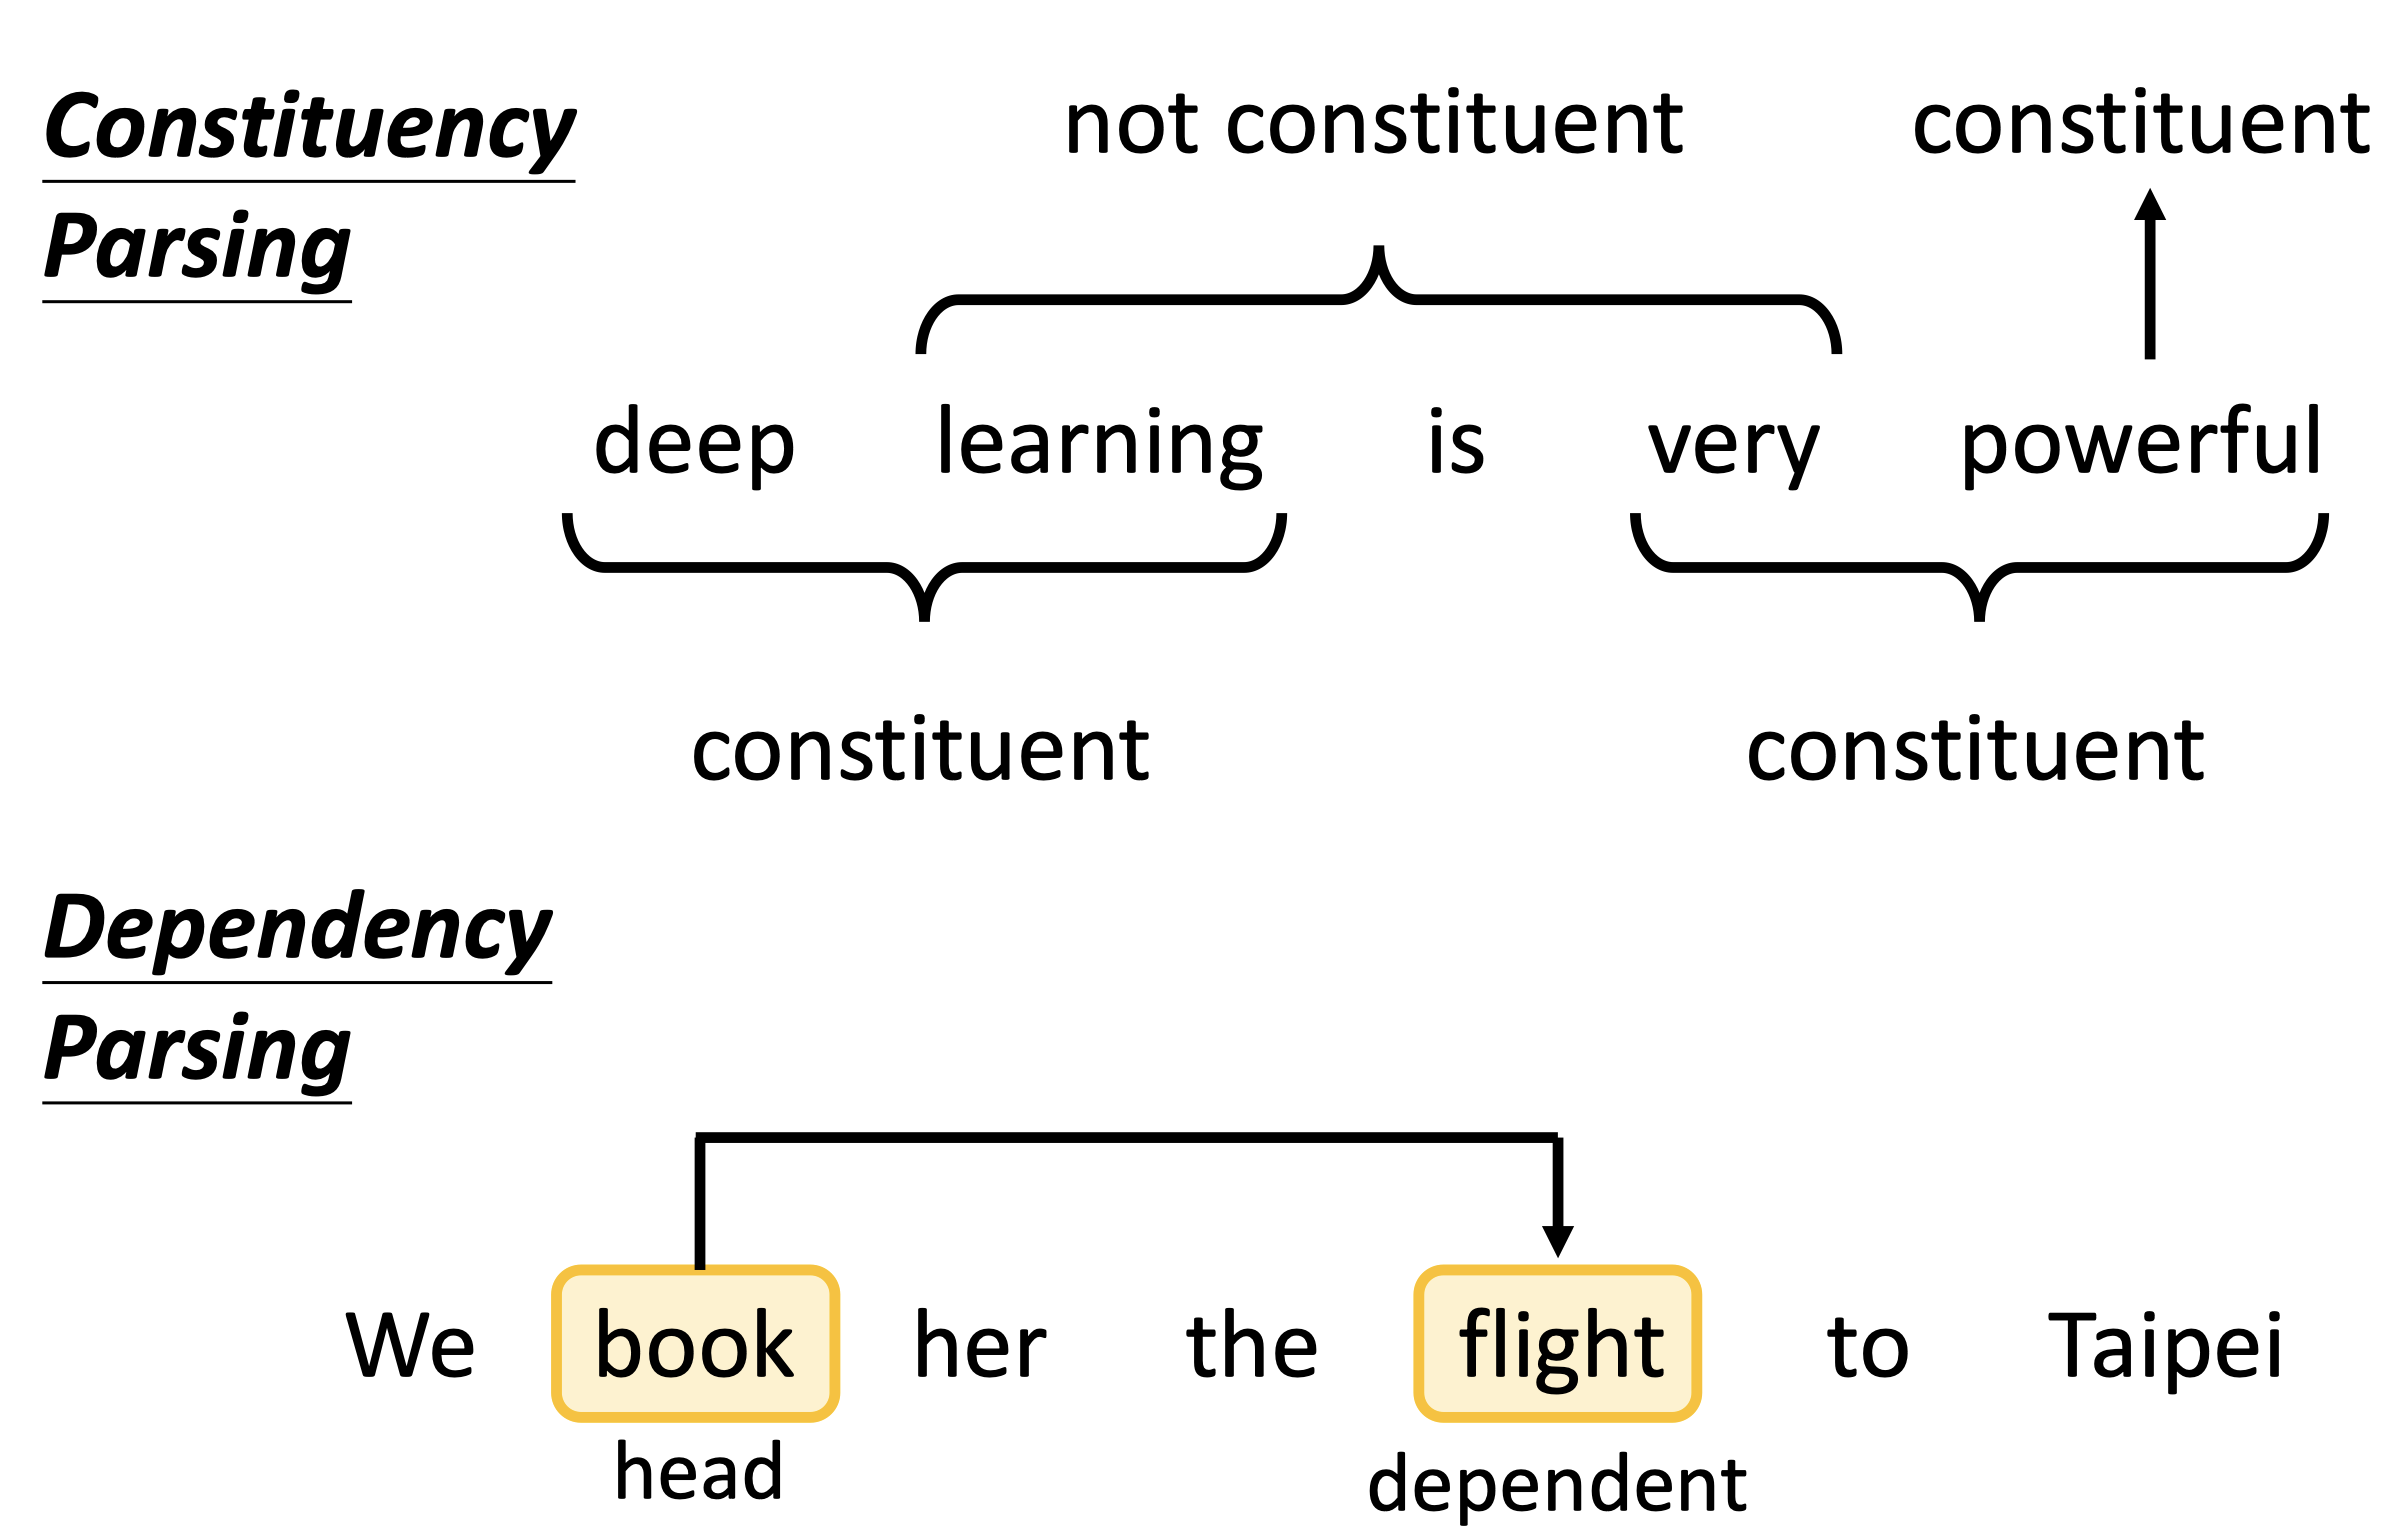 Constituency
Parsing
not constituent
constituent
deep learning is very powerful
constituent
constituent
Dependency
Parsing
We book her the flight to Taipei
head
dependent